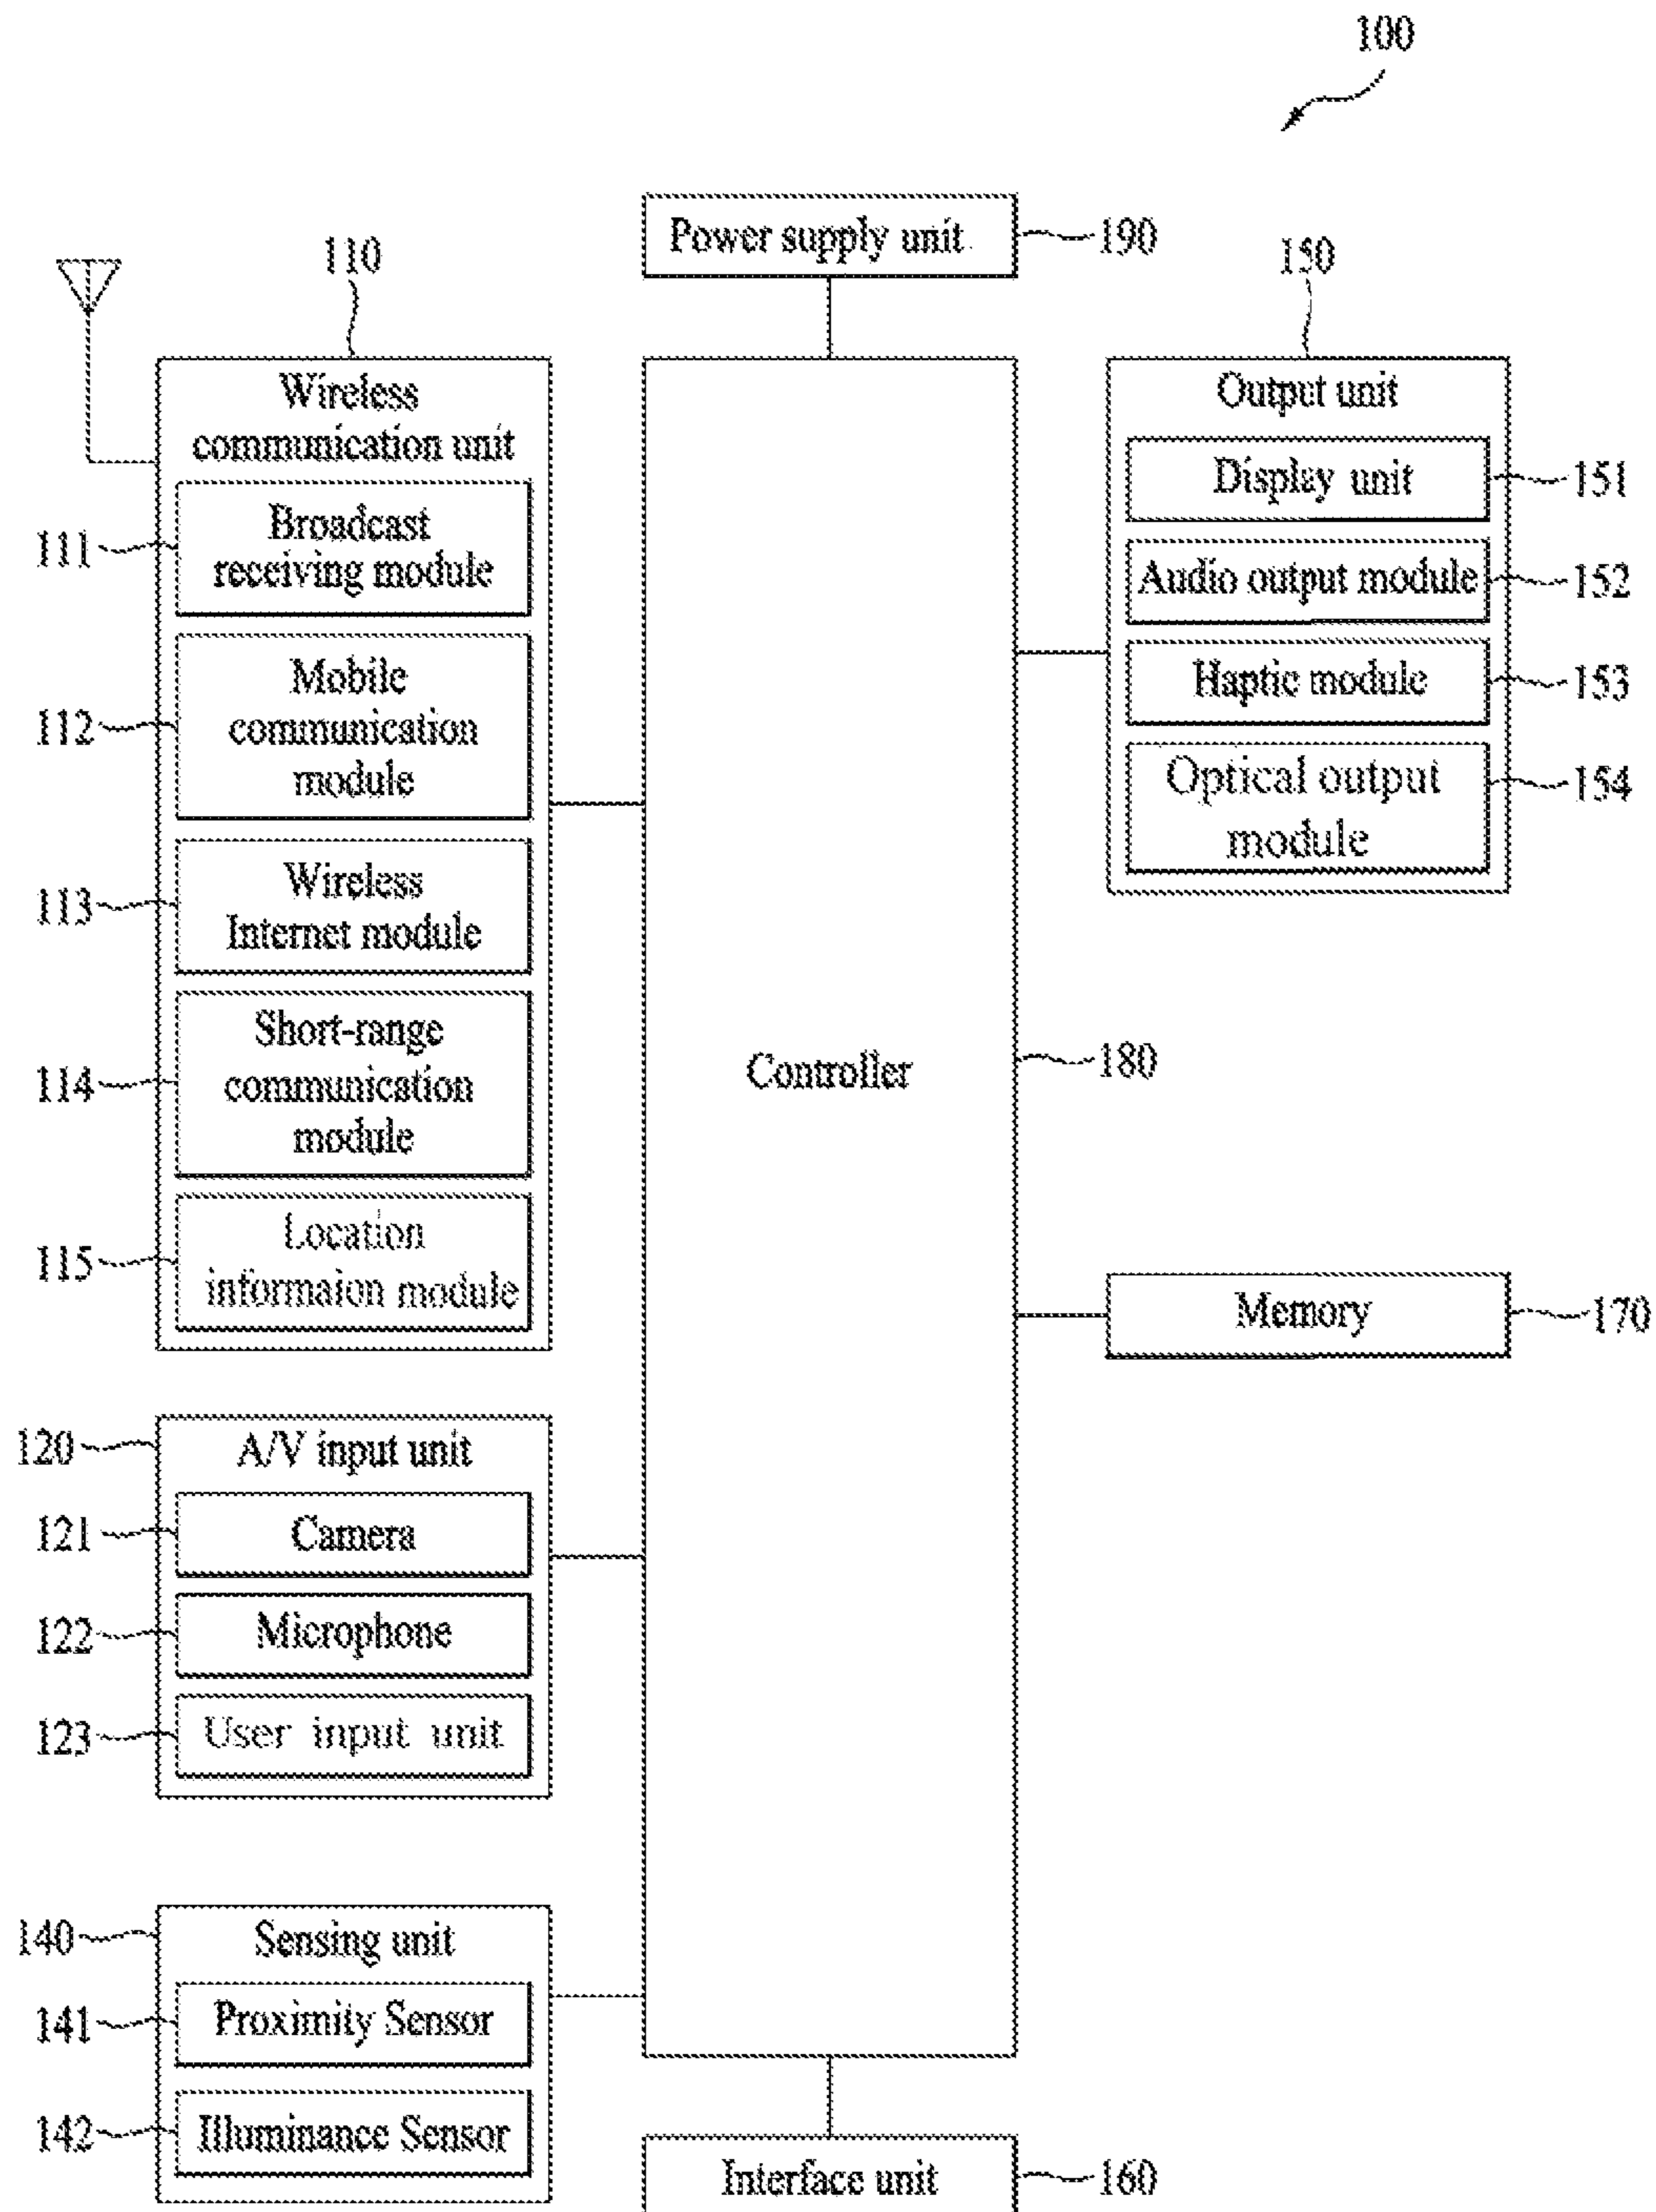 100
Power supply unit
190
110
Wireless
communication unit
111
Broadcast
receiving module
112
Mobile
communication
module
113
Wireless
Internet module
114
Short-range
communication
module
115
Location
informaion module
120
A/V input unit
121
Camera
122
Microphone
123
User input unit
140
Sensing unit
141
Proximity Sensor
142
Illuminance Sensor
Controller
180
150
Output unit
Display unit
151
Audio output module
152
Haptic module
153
Optical output
module
154
Memory
170
Interface unit
160